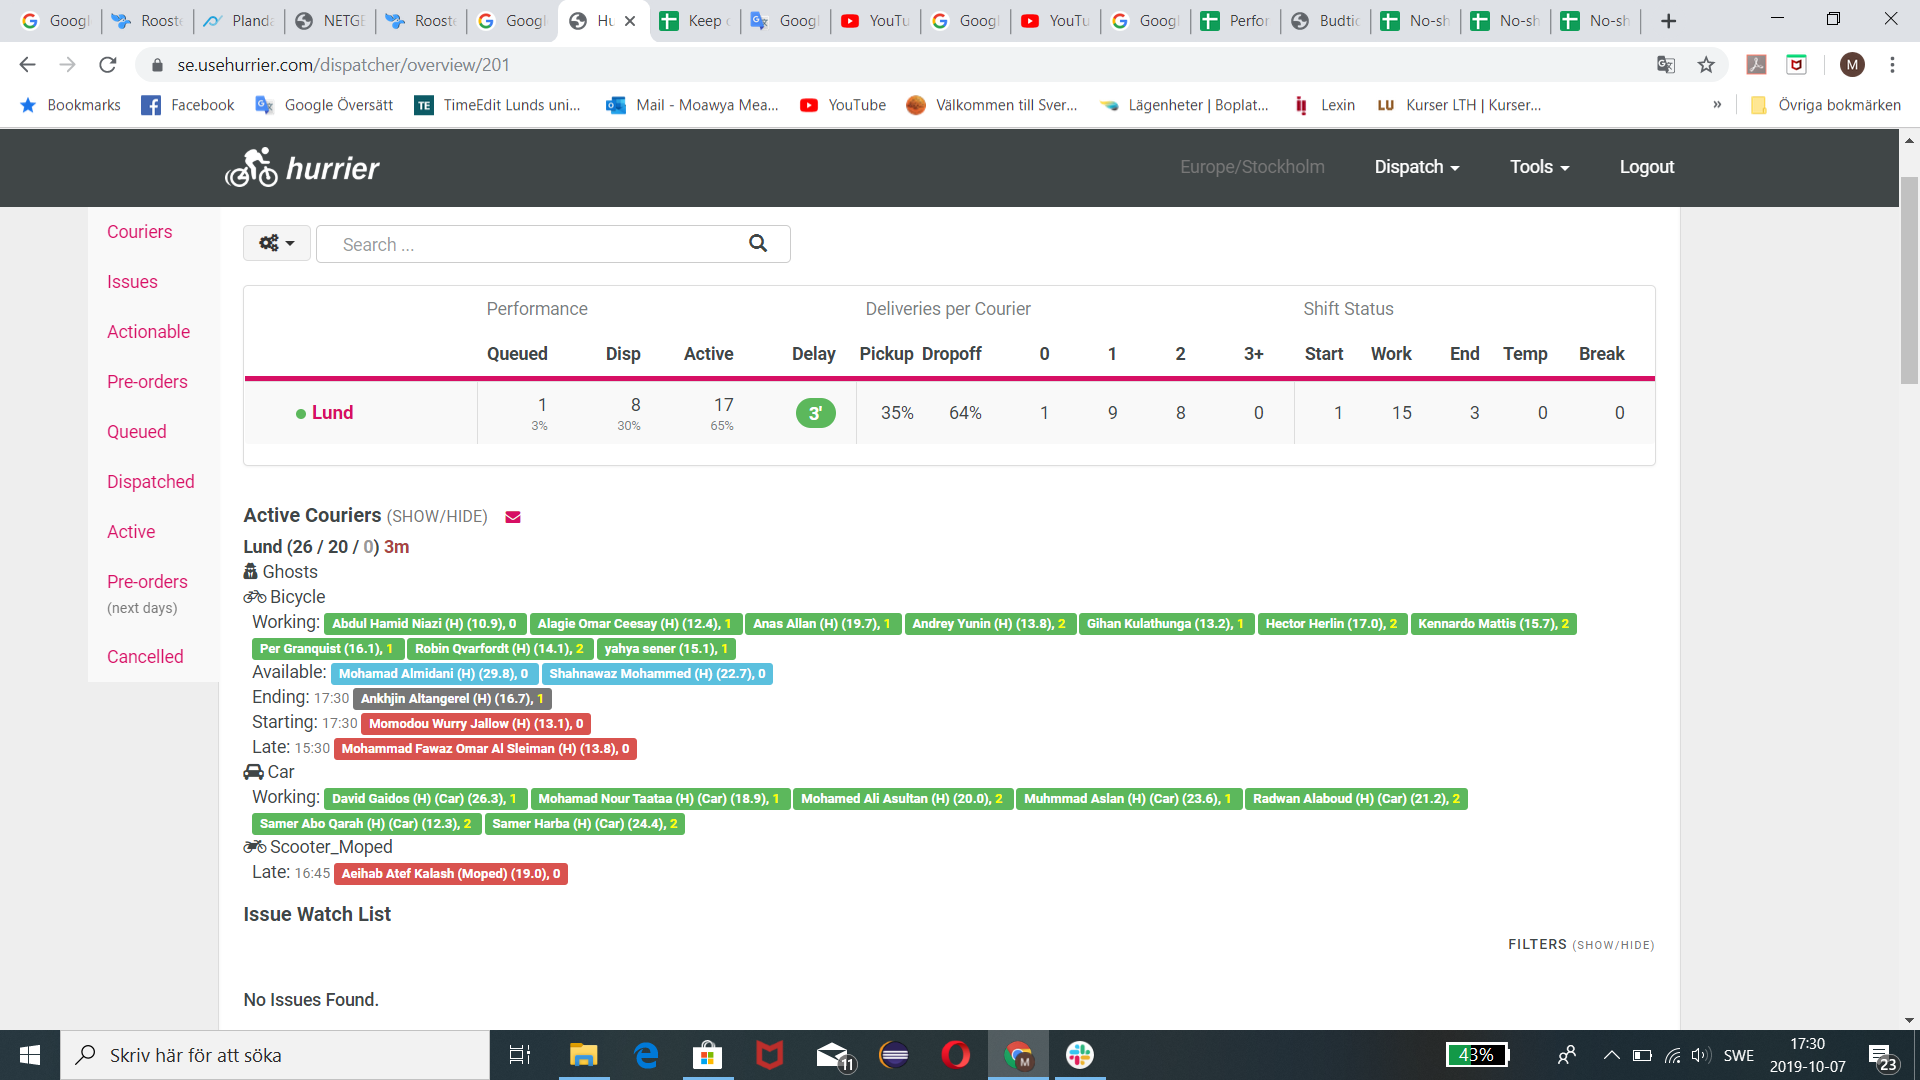 Googl
Rooste
Planda
NETGE
Rooste
Googl
Hu
Keep o
Googl
YouTu
Googl
YouTu
Googl
Perfor
Budtic
No-sh
No-sh
No-sh
se.usehurrier.com/dispatcher/overview/201
M
Bookmarks
Facebook
Google Översätt
TE TimeEdit Lunds uni...
Mail - Moawya Mea...
YouTube
Välkommen till Sver...
Lägenheter | Boplat...
Lexin
LU Kurser LTH | Kurser...
»
Övriga bokmärken
hurrier
Europe/Stockholm Dispatch Tools Logout
Couriers
Issues
Actionable
Pre-orders
Queued
Dispatched
Active
Pre-orders
(next days)
Cancelled
Search ...
Performance Deliveries per Courier Shift Status
Queued Disp Active Delay Pickup Dropoff 0 1 2 3+ Start Work End Temp Break
Lund 1 8 17 3' 35% 64% 1 9 8 0 1 15 3 0 0
3% 30% 65%
Active Couriers (SHOW/HIDE)
Lund (26 / 20 / 0) 3m
Ghosts
Bicycle
Working: Abdul Hamid Niazi (H) (10.9), 0 Alagie Omar Ceesay (H) (12.4), 1 Anas Allan (H) (19.7), 1 Andrey Yunin (H) (13.8), 2 Gihan Kulathunga (13.2), 1 Hector Herlin (17.0), 2 Kennardo Mattis (15.7), 2
Per Granquist (16.1), 1 Robin Qvarfordt (H) (14.1), 2 yahya sener (15.1), 1
Available: Mohamad Almidani (H) (29.8), 0 Shahnawaz Mohammed (H) (22.7), 0
Ending: 17:30 Ankhjin Altangerel (H) (16.7), 1
Starting: 17:30 Momodou Wurry Jallow (H) (13.1), 0
Late: 15:30 Mohammad Fawaz Omar Al Sleiman (H) (13.8), 0
Car
Working: David Gaidos (H) (Car) (26.3), 1 Mohamad Nour Taataa (H) (Car) (18.9), 1 Mohamed Ali Asultan (H) (20.0), 2 Muhmmad Aslan (H) (Car) (23.6), 1 Radwan Alaboud (H) (Car) (21.2), 2
Samer Abo Qarah (H) (Car) (12.3), 2 Samer Harba (H) (Car) (24.4), 2
Scooter_Moped
Late: 16:45 Aeihab Atef Kalash (Moped) (19.0), 0
Issue Watch List
FILTERS (SHOW/HIDE)
No Issues Found.
Skriv här för att söka
11
M
43%
SWE
17:30
2019-10-07
23